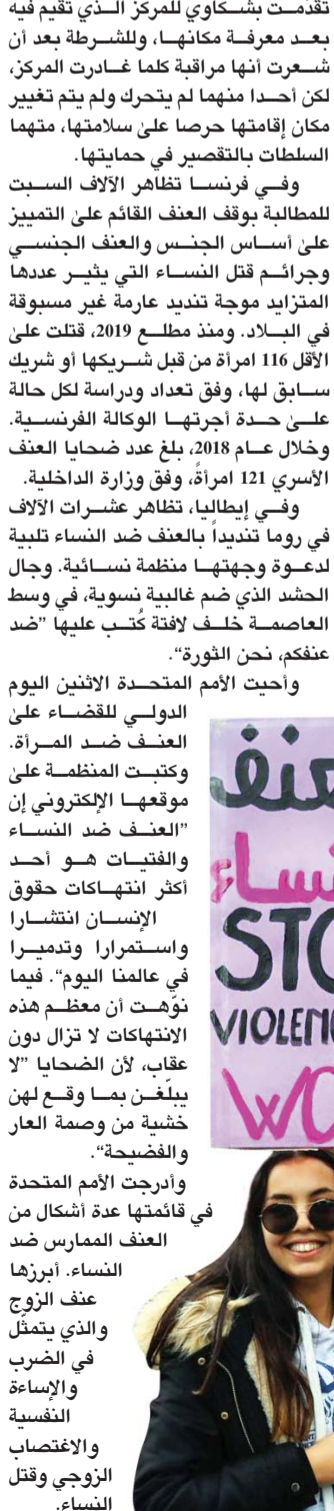 تقدمت بشكاوي للمركز الذي تقيم فيه
بعد معرفة مكانها، وللشرطة بعد أن
شعرت أنها مراقبة كلما غادرت المركز،
لكن أحدا منهما لم يتحرك ولم يتم تغيير
مكان إقامتها حرصا على سلامتها، متهما
السلطات بالتقصير في حمايتها.
وفي فرنسا تظاهر الآلاف السبت
للمطالبة بوقف العنف القائم على التمييز
على أساس الجنس والعنف الجنسي
وجرائم قتل النساء التي يثير عددها
المتزايد موجة تنديد عارمة غير مسبوقة
في البلاد. ومنذ مطلع 2019، قتلت على
الأقل 116 امرأة من قبل شريكها أو شريك
سابق لها، وفق تعداد ودراسة لكل حالة
على حدة أجرتها الوكالة الفرنسية.
وخلال عام 2018، بلغ عدد ضحايا العنف
الأسري 121 امرأةً، وفق وزارة الداخلية.
وفي إيطاليا، تظاهر عشرات الآلاف
في روما تنديداً بالعنف ضد النساء تلبية
لدعوة وجهتها منظمة نسائية. وجال
الحشد الذي ضم غالبية نسوية، في وسط
العاصمة خلف لافتة كُتب عليها "ضد
عنفكم، نحن الثورة".
وأحيت الأمم المتحدة الاثنين اليوم
الدولي للقضاء على
العنف ضد المرأة.
وكتبت المنظمة على
موقعها الإلكتروني إن
"العنف ضد النساء
والفتيات هو أحد
أكثر انتهاكات حقوق
الإنسان انتشارا
واستمرارا وتدميرا
في عالمنا اليوم". فيما
نوّهت أن معظم هذه
الانتهاكات لا تزال دون
عقاب، لأن الضحايا "لا
يبلّغن بما وقع لهن
خشية من وصمة العار
والفضيحة".
وأدرجت الأمم المتحدة
في قائمتها عدة أشكال من
العنف الممارس ضد
النساء. أبرزها
عنف الزوج
والذي يتمثّل
في الضرب
والإساءة
النفسية
والاغتصاب
الزوجي وقتل
النساء.
عنف
نساء
STO
VIOLEN
WO